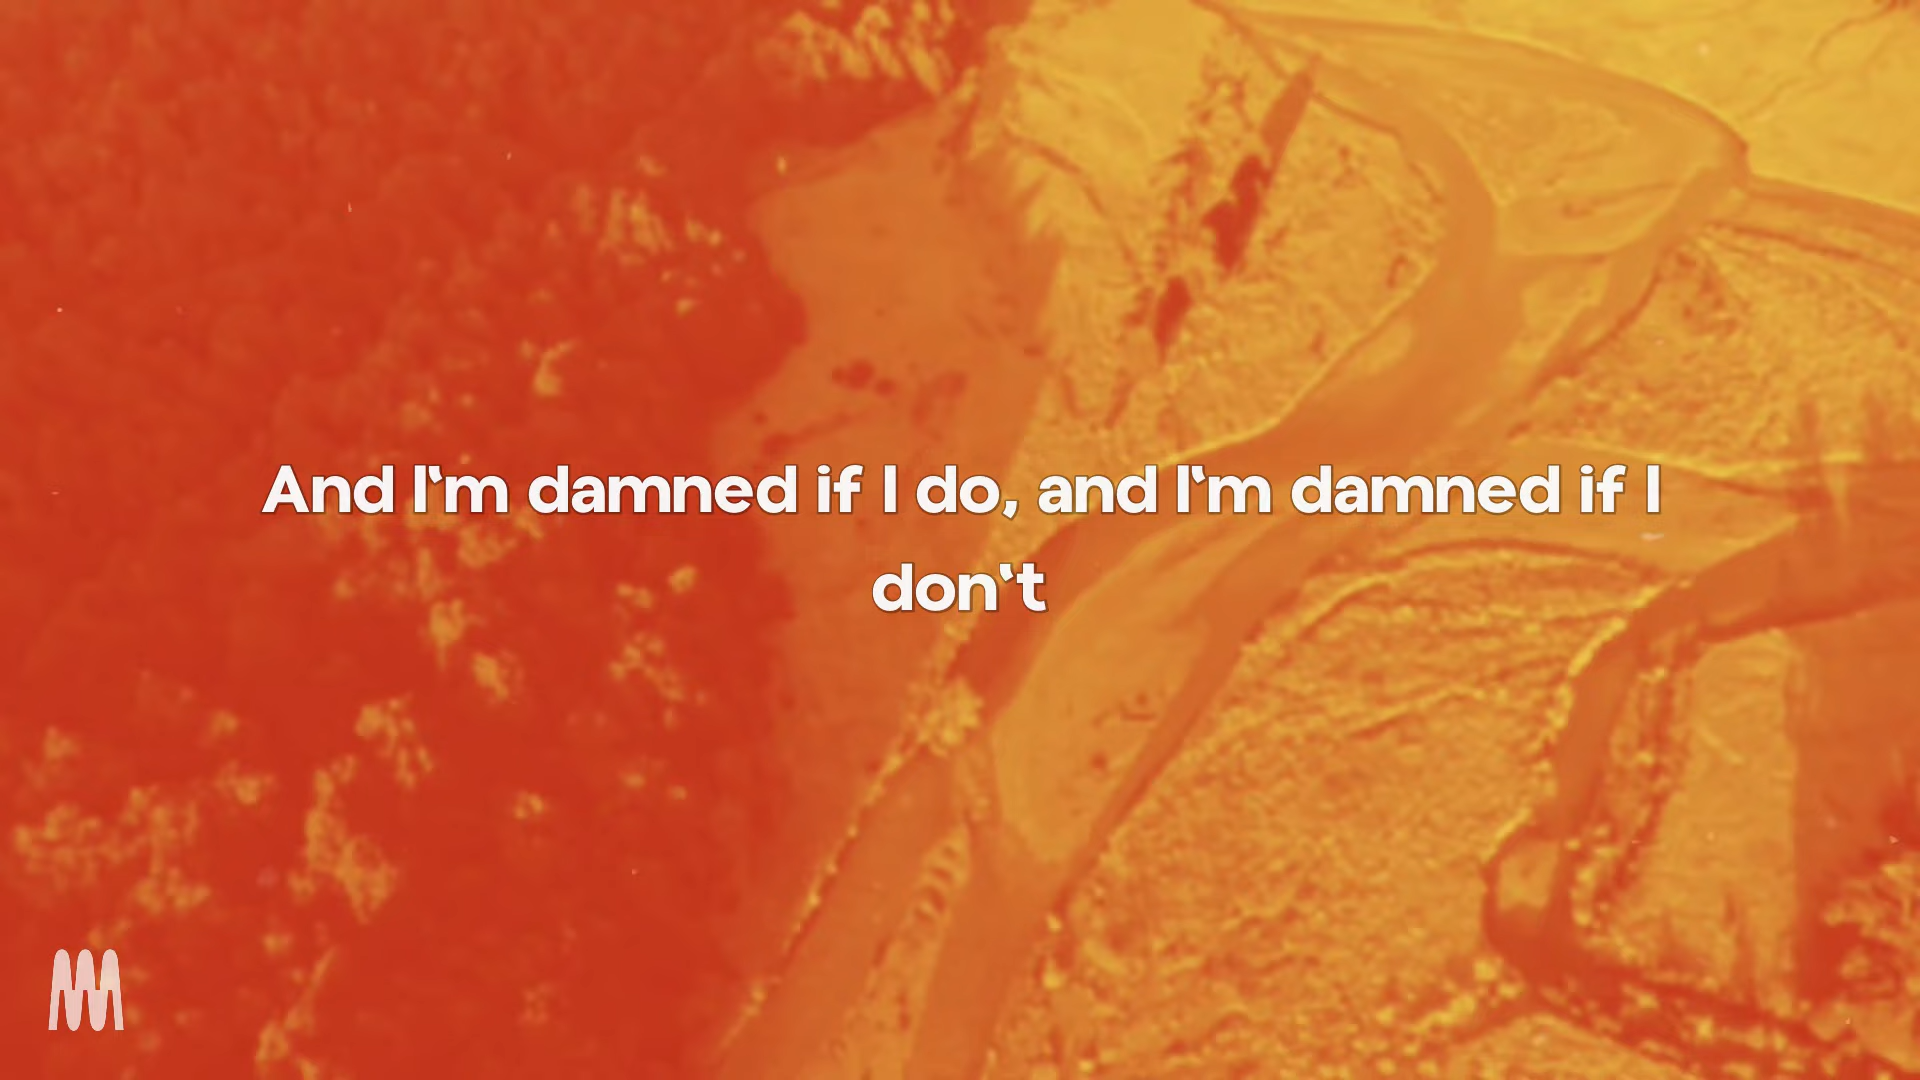 And I'm damned if I do, and I'm damned if I
don't